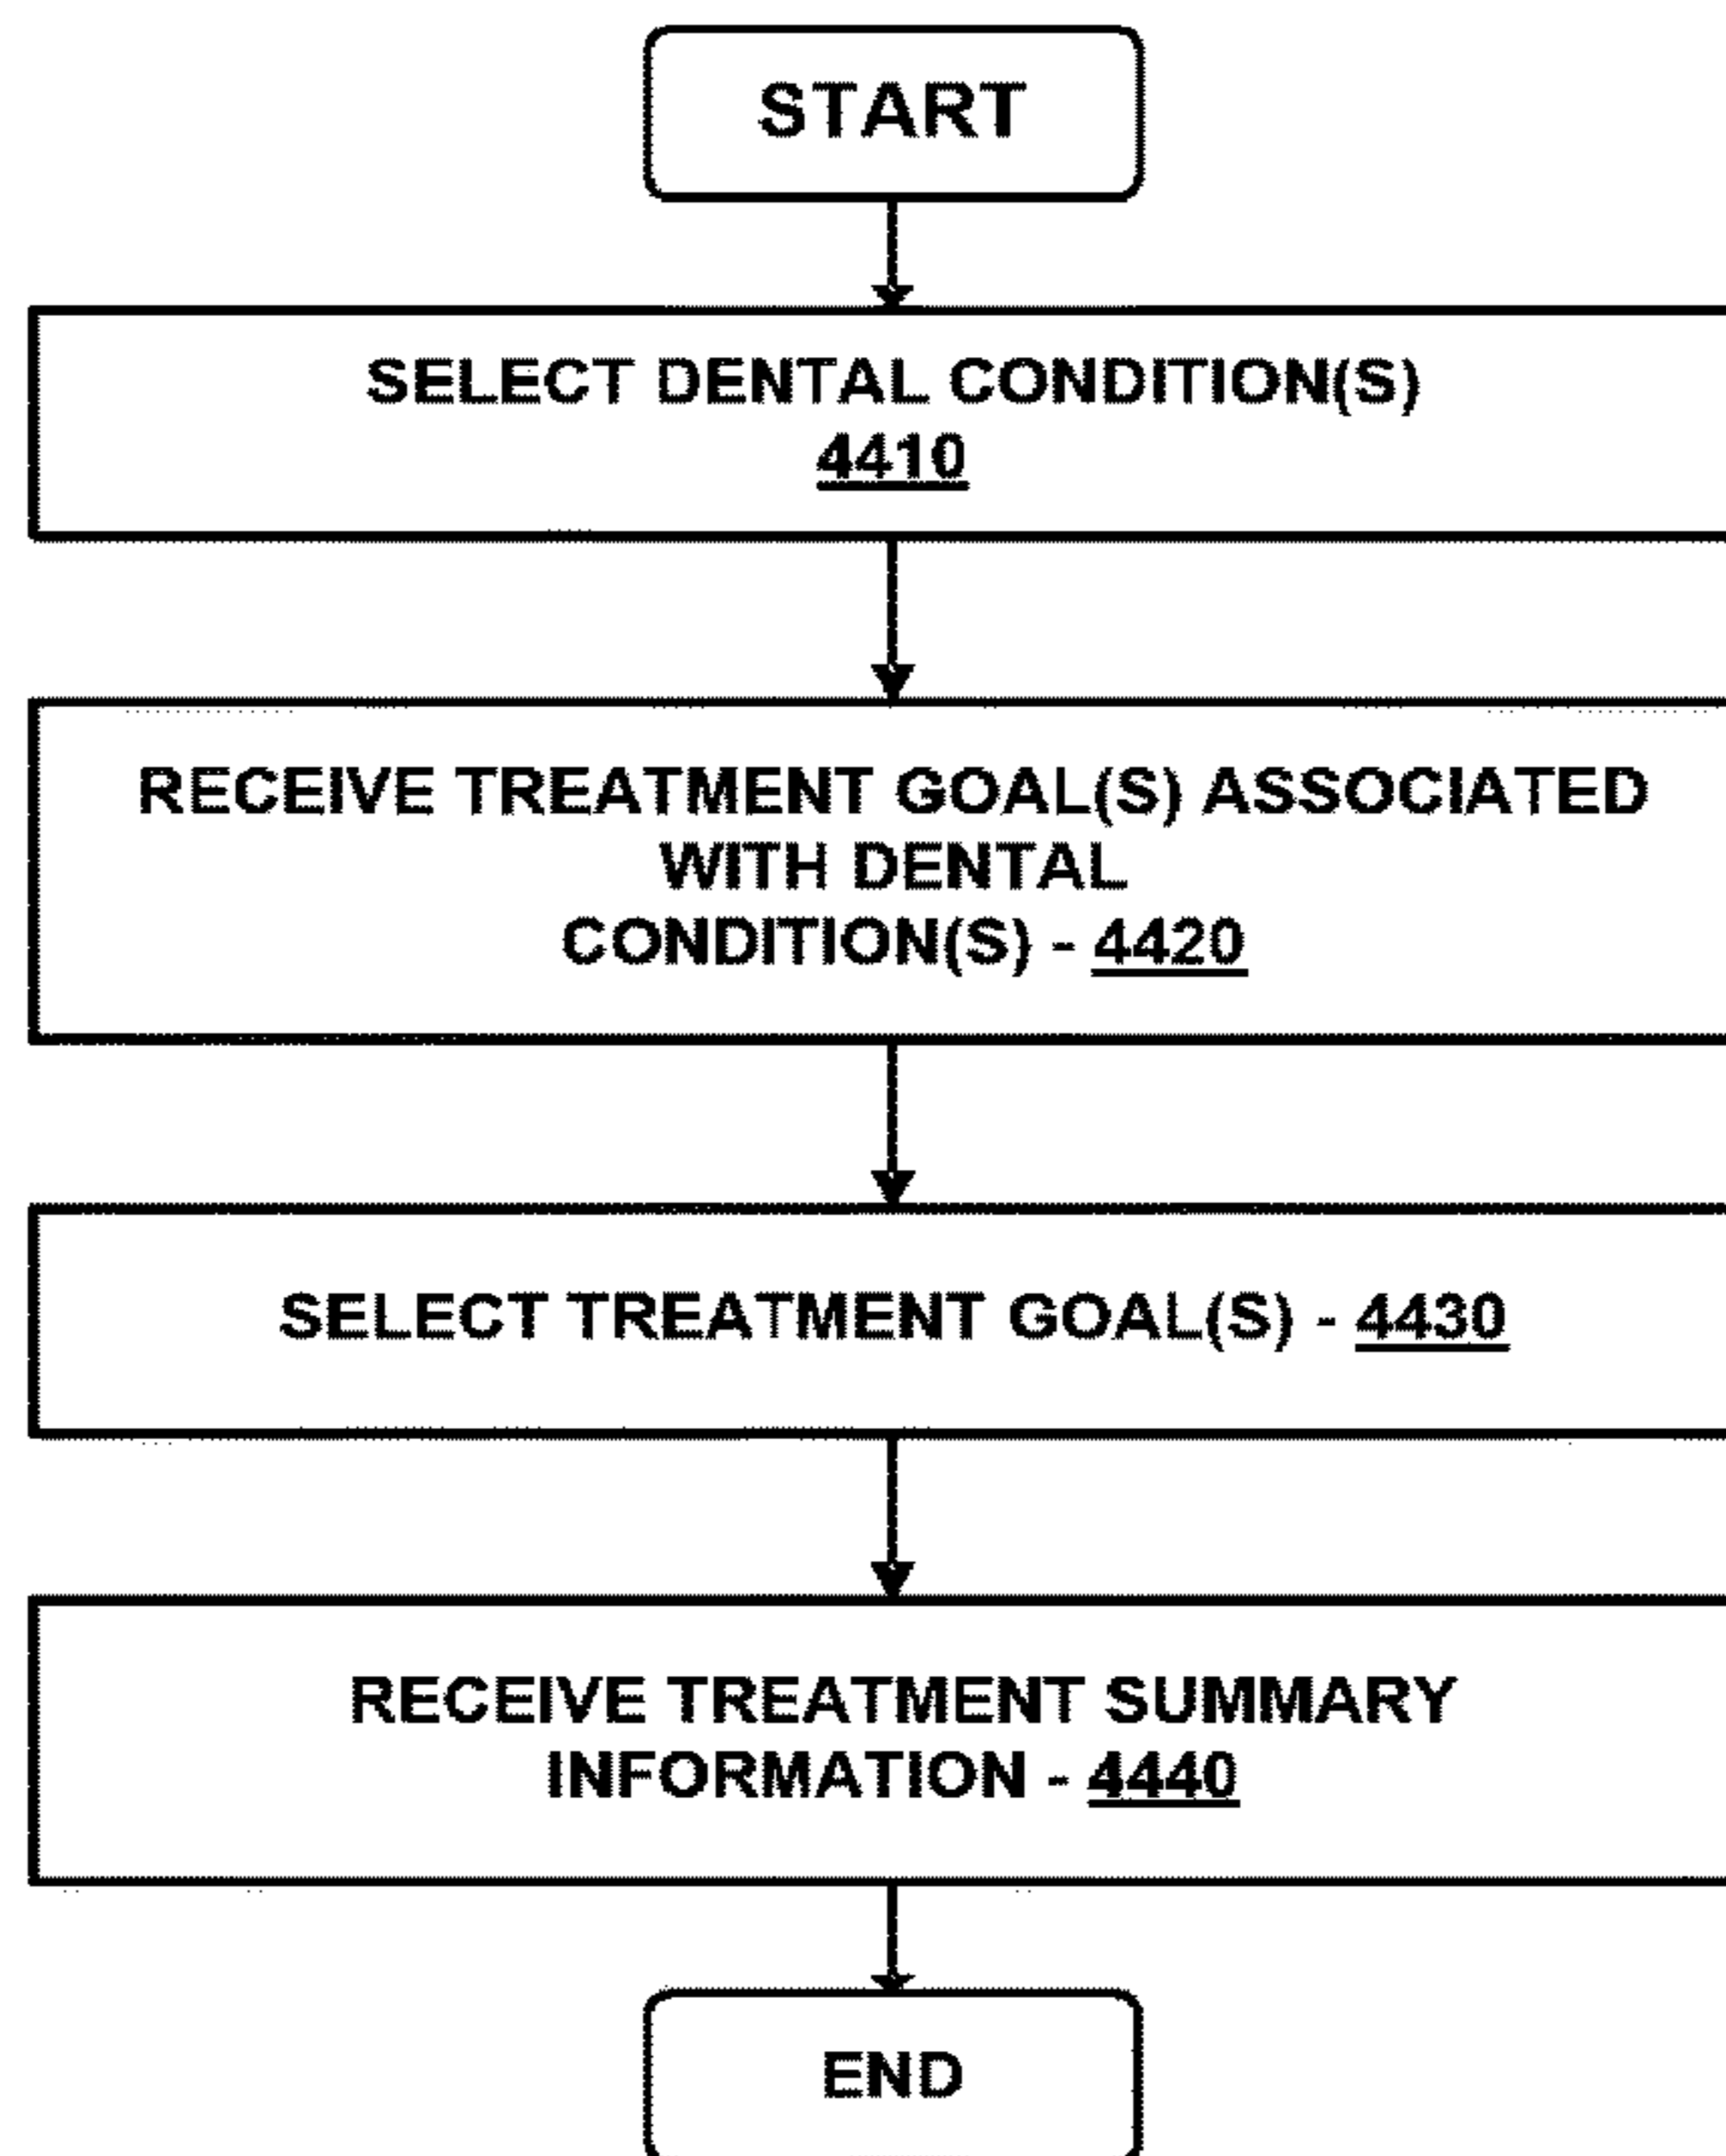 START
SELECT DENTAL CONDITION(S)
4410
RECEIVE TREATMENT GOAL(S) ASSOCIATED
WITH DENTAL
CONDITION(S) - 4420
SELECT TREATMENT GOAL(S) - 4430
RECEIVE TREATMENT SUMMARY
INFORMATION - 4440
END